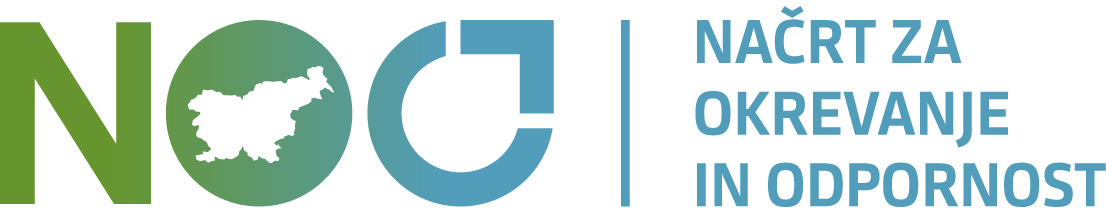 NOO
NAČRT ZA
OKREVANJE
IN ODPORNOST